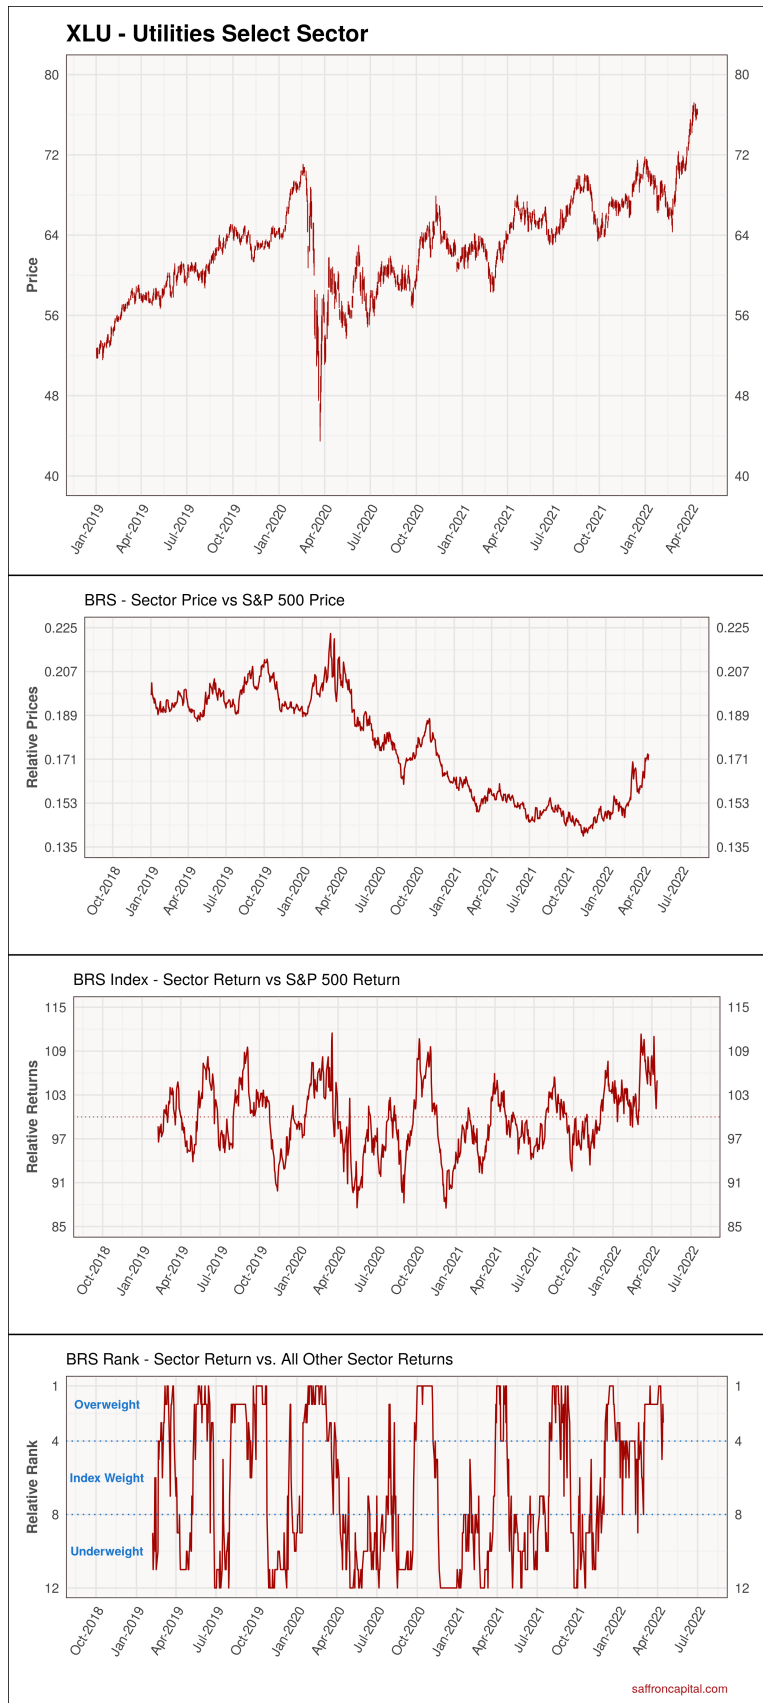 XLU - Utilities Select Sector
80 80
72 72
64 64
56 56
48 48
40 40
Price
Jan-2019 Apr-2019 Jul-2019 Oct-2019 Jan-2020 Apr-2020 Jul-2020 Oct-2020 Jan-2021 Apr-2021 Jul-2021 Oct-2021 Jan-2022 Apr-2022
BRS - Sector Price vs S&P 500 Price
0.225 0.225
0.207 0.207
0.189 0.189
0.171 0.171
0.153 0.153
0.135 0.135
Relative Prices
Oct-2018 Jan-2019 Apr-2019 Jul-2019 Oct-2019 Jan-2020 Apr-2020 Jul-2020 Oct-2020 Jan-2021 Apr-2021 Jul-2021 Oct-2021 Jan-2022 Apr-2022 Jul-2022
BRS Index - Sector Return vs S&P 500 Return
115 115
109 109
103 103
97 97
91 91
85 85
Relative Returns
Oct-2018 Jan-2019 Apr-2019 Jul-2019 Oct-2019 Jan-2020 Apr-2020 Jul-2020 Oct-2020 Jan-2021 Apr-2021 Jul-2021 Oct-2021 Jan-2022 Apr-2022 Jul-2022
BRS Rank - Sector Return vs. All Other Sector Returns
1 1
Overweight
4 4
Index Weight
8 8
Underweight
12 12
Relative Rank
Oct-2018 Jan-2019 Apr-2019 Jul-2019 Oct-2019 Jan-2020 Apr-2020 Jul-2020 Oct-2020 Jan-2021 Apr-2021 Jul-2021 Oct-2021 Jan-2022 Apr-2022 Jul-2022
saffroncapital.com